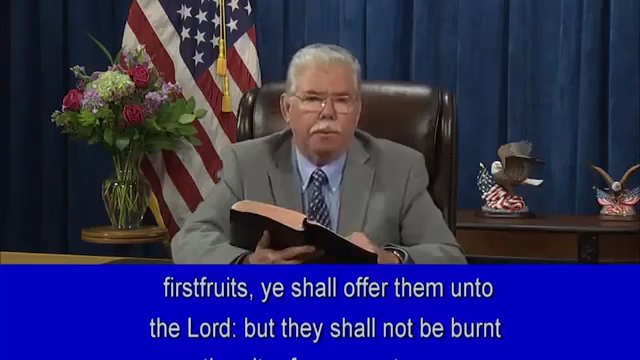 firstfruits, ye shall offer them unto
the Lord: but they shall not be burnt